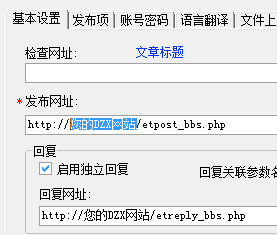 基本设置 发布项 账号密码 语言翻译 文件上
检查网址: 文章标题
* 发布网址:
http://您的DZX网站/etpost_bbs.php
回复
启用独立回复 回复关联参数名
回复网址:
http://您的DZX网站/etreply_bbs.php